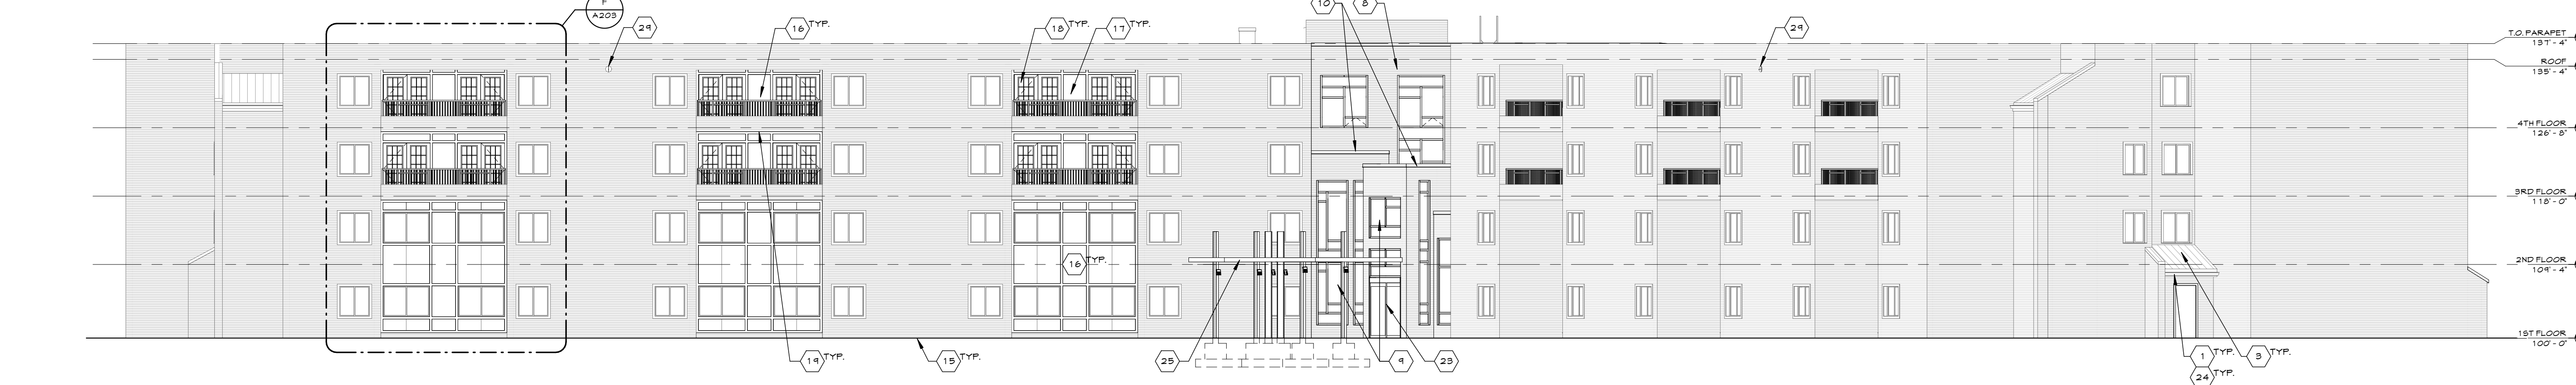 F
A203
29
16 TYP.
18 TYP.
17 TYP.
10
8
29
T.O. PARAPET
137' - 4"
ROOF
135' - 4"
4TH FLOOR
126' - 8"
3RD FLOOR
118' - 0"
16 TYP.
2ND FLOOR
109' - 4"
1ST FLOOR
100' - 0"
19 TYP.
15 TYP.
25
9
23
1 TYP.
3 TYP.
24 TYP.